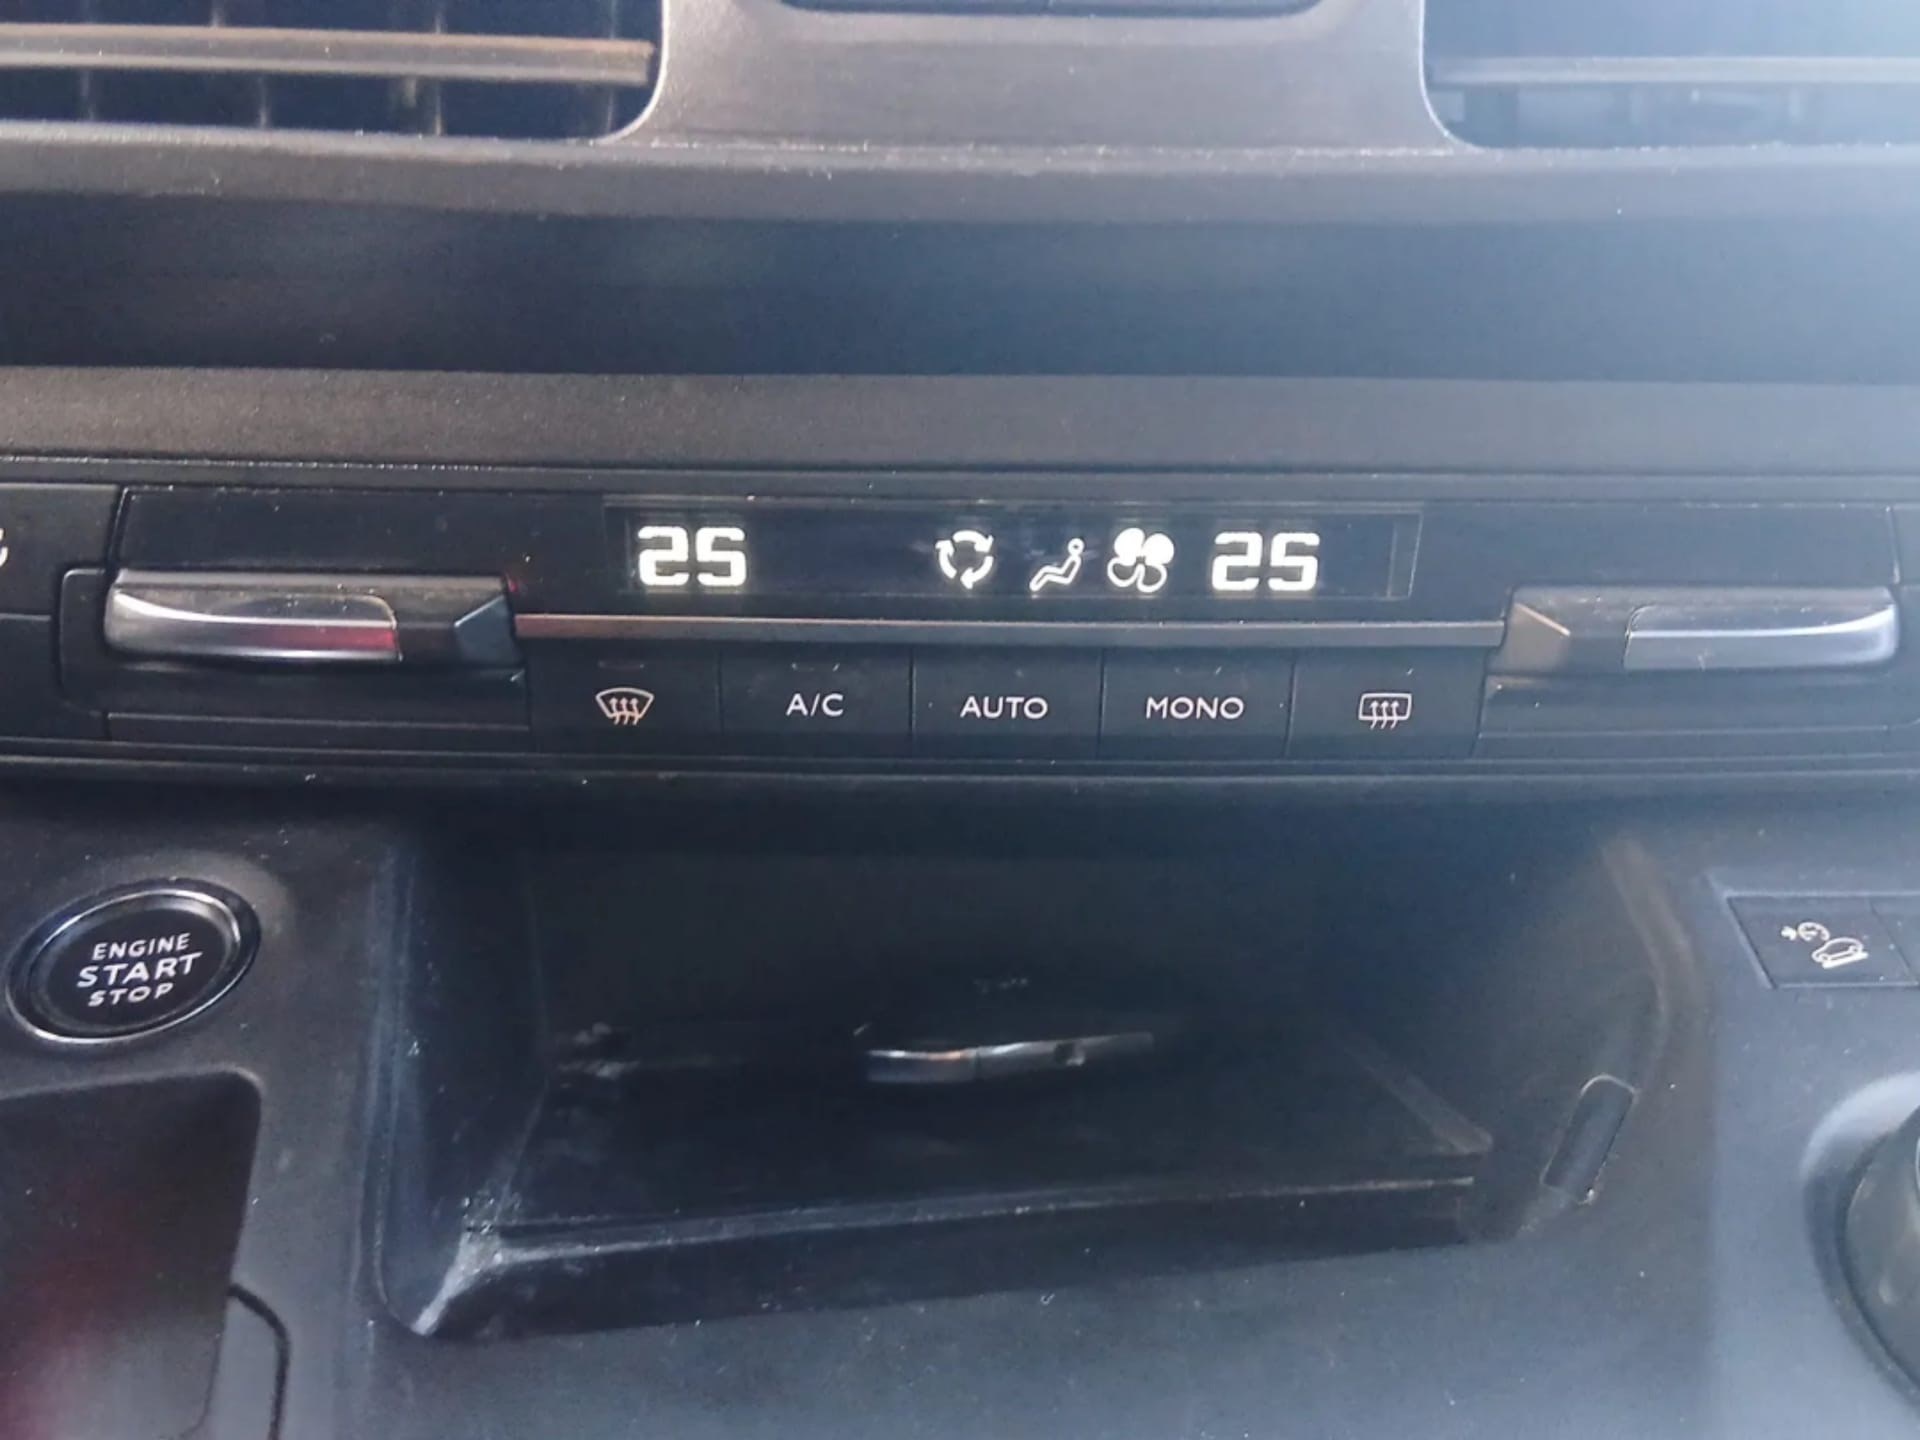 25 25
A/C AUTO MONO
ENGINE
START
STOP